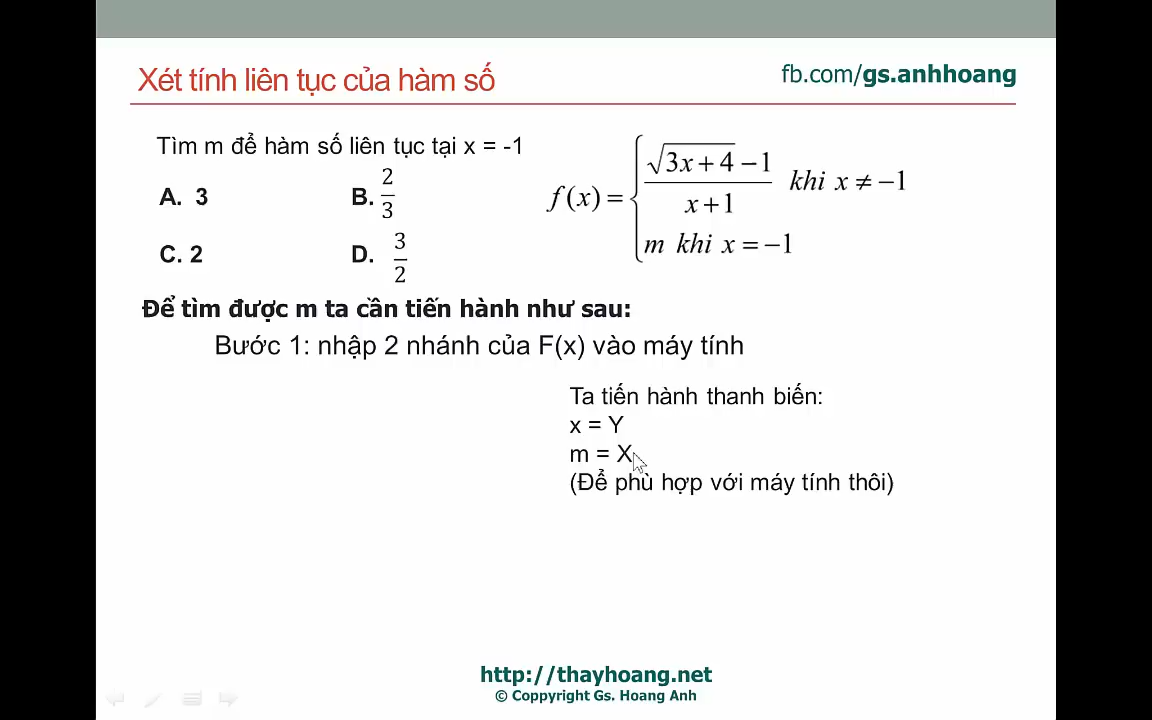 Xét tính liên tục của hàm số
fb.com/gs.anhhoang
Tìm m để hàm số liên tục tại x = -1
A. 3
B. 2/3
C. 2
D. 3/2
f(x) = { (√(3x+4) −1)/(x+1) khi x ≠ −1
m khi x = −1
Để tìm được m ta cần tiến hành như sau:
Bước 1: nhập 2 nhánh của F(x) vào máy tính
Ta tiến hành thanh biến:
x = Y
m = X
(Để phù hợp với máy tính thôi)
http://thayhoang.net
© Coppyright Gs. Hoang Anh